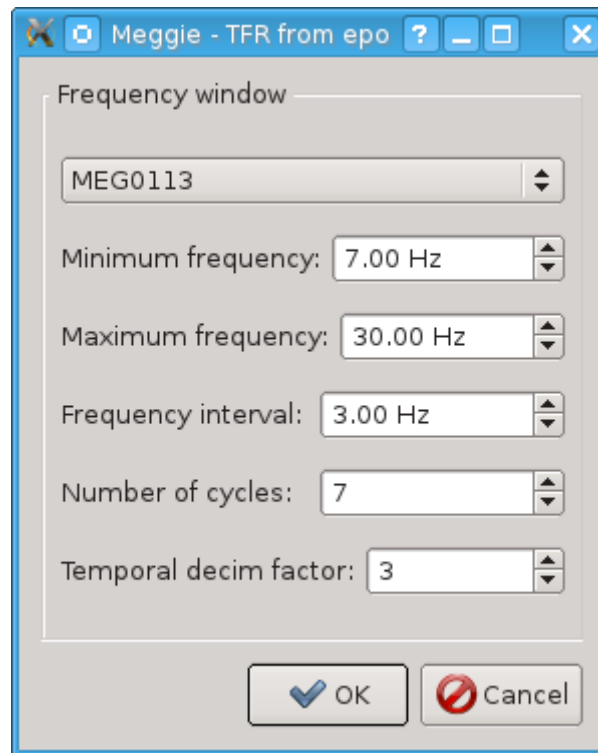 Meggie - TFR from epo ?
Frequency window
MEG0113
Minimum frequency: 7.00 Hz
Maximum frequency: 30.00 Hz
Frequency interval: 3.00 Hz
Number of cycles: 7
Temporal decim factor: 3
OK Cancel